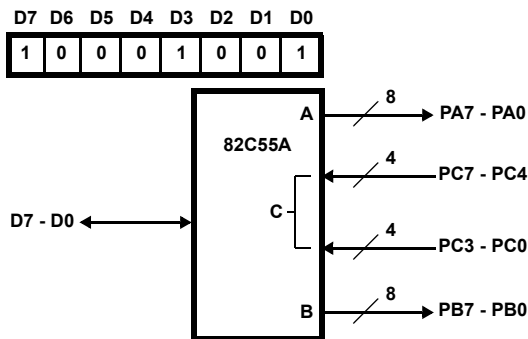 D7 D6 D5 D4 D3 D2 D1 D0
1 0 0 0 1 0 0 1
8
A PA7 - PA0
82C55A
4
PC7 - PC4
C
D7 - D0
4
PC3 - PC0
8
B PB7 - PB0